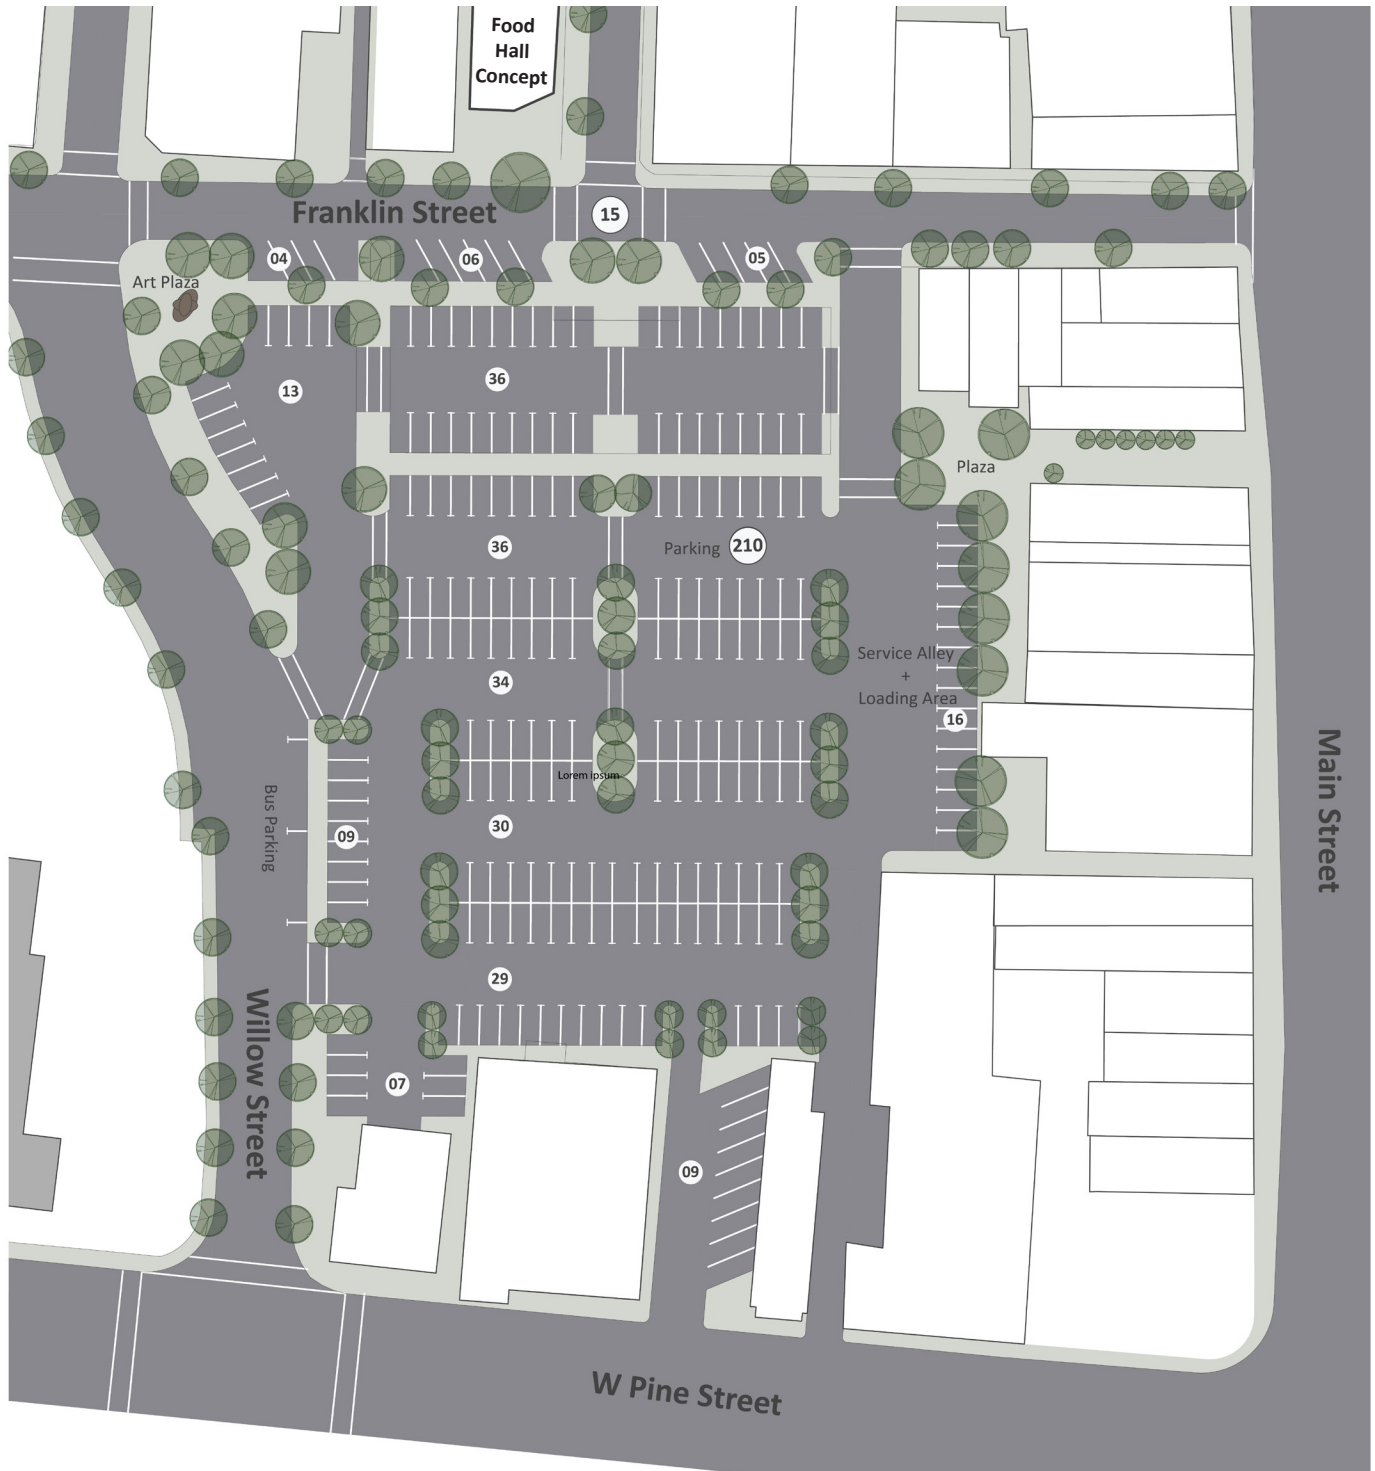 Food
Hall
Concept
Franklin Street
15
04
06
05
Art Plaza
13
36
Plaza
36
Parking 210
34
Service Alley
+
Loading Area
16
Lorem ipsum
Bus Parking
09
30
Main Street
29
Willow Street
07
09
W Pine Street